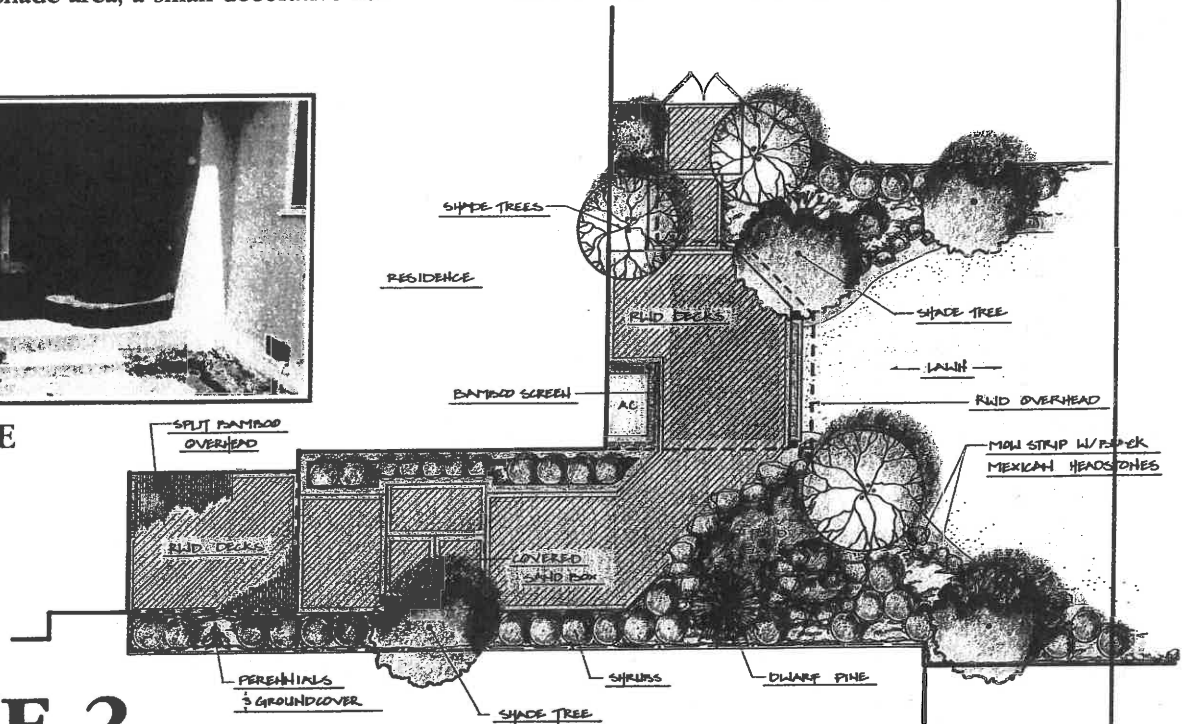 shade area, a small decorative
E
SHADE TREES
RESIDENCE
RWD DECKS
SHADE TREE
LAWN
BAMBOO SCREEN
AC
RWD OVERHEAD
SPLIT BAMBOO
OVERHEAD
MOW STRIP W/BLACK
MEXICAN HEADSTONES
RWD DECKS
COVERED
SAND BOX
PERENNIALS
& GROUNDCOVER
SHRUBS
DWARF PINE
SHADE TREE
E 2